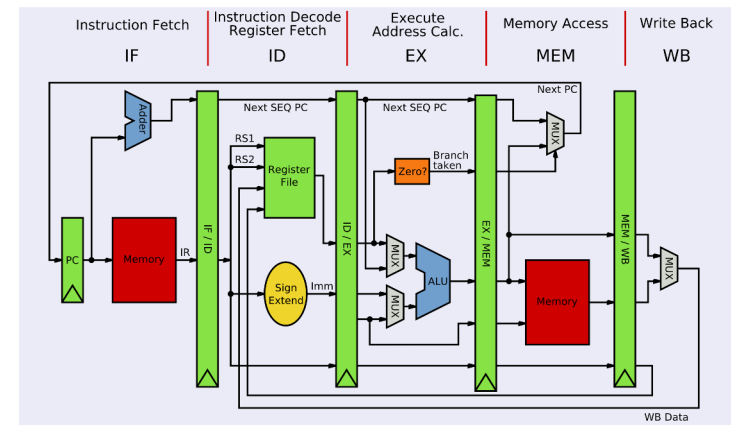 Instruction Fetch
IF
Instruction Decode
Register Fetch
ID
Execute
Address Calc.
EX
Memory Access
MEM
Write Back
WB
Next PC
Adder
Next SEQ PC
Next SEQ PC
MUX
RS1
RS2
Register
File
Branch
taken
Zero?
PC
Memory
IR
IF / ID
ID / EX
EX / MEM
MEM / WB
MUX
MUX
ALU
MUX
Sign
Extend
Imm
Memory
WB Data